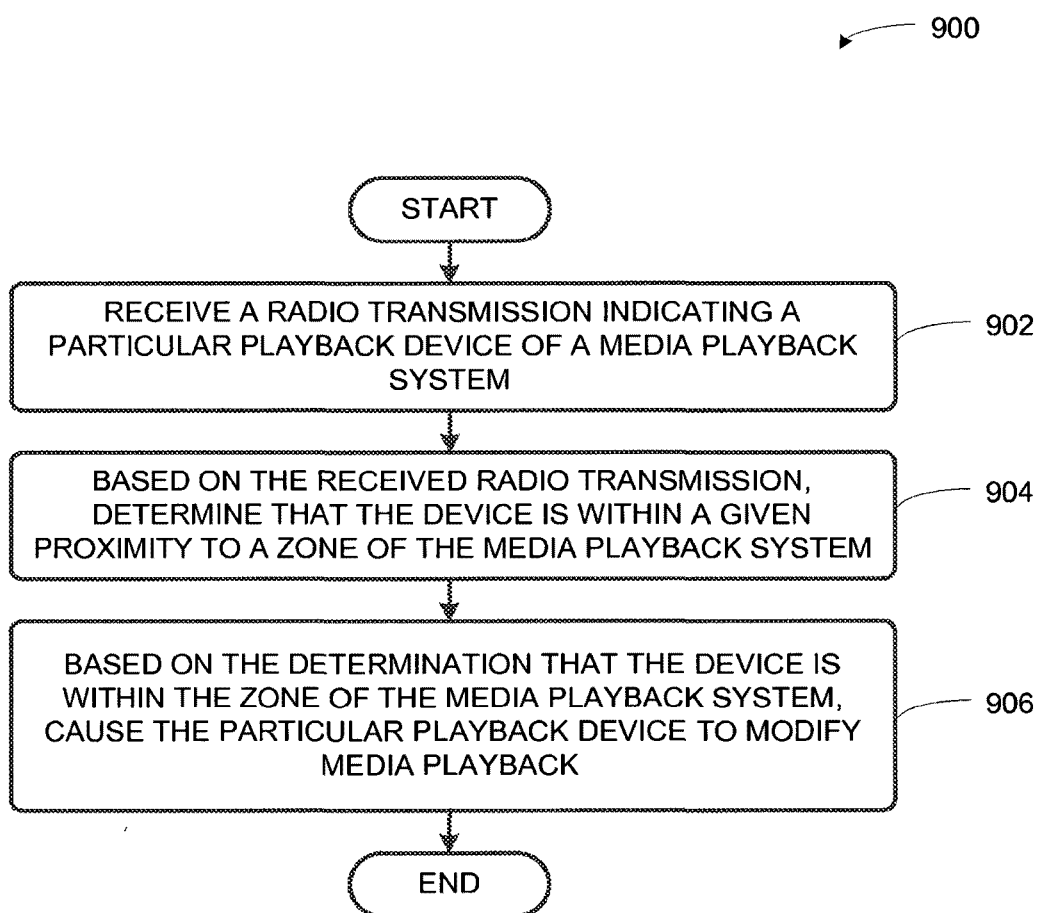 900
START
RECEIVE A RADIO TRANSMISSION INDICATING A
PARTICULAR PLAYBACK DEVICE OF A MEDIA PLAYBACK
SYSTEM
902
BASED ON THE RECEIVED RADIO TRANSMISSION,
DETERMINE THAT THE DEVICE IS WITHIN A GIVEN
PROXIMITY TO A ZONE OF THE MEDIA PLAYBACK SYSTEM
904
BASED ON THE DETERMINATION THAT THE DEVICE IS
WITHIN THE ZONE OF THE MEDIA PLAYBACK SYSTEM,
CAUSE THE PARTICULAR PLAYBACK DEVICE TO MODIFY
MEDIA PLAYBACK
906
END